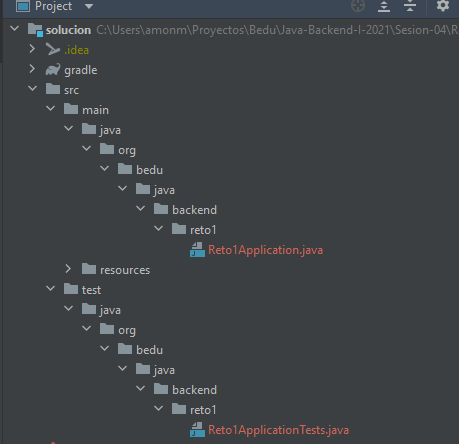 Project
solucion C:\Users\amonm\Proyectos\Bedu\Java-Backend-I-2021\Sesion-04\R
.idea
gradle
src
main
java
org
bedu
java
backend
reto1
Reto1Application.java
resources
test
java
org
bedu
java
backend
reto1
Reto1ApplicationTests.java